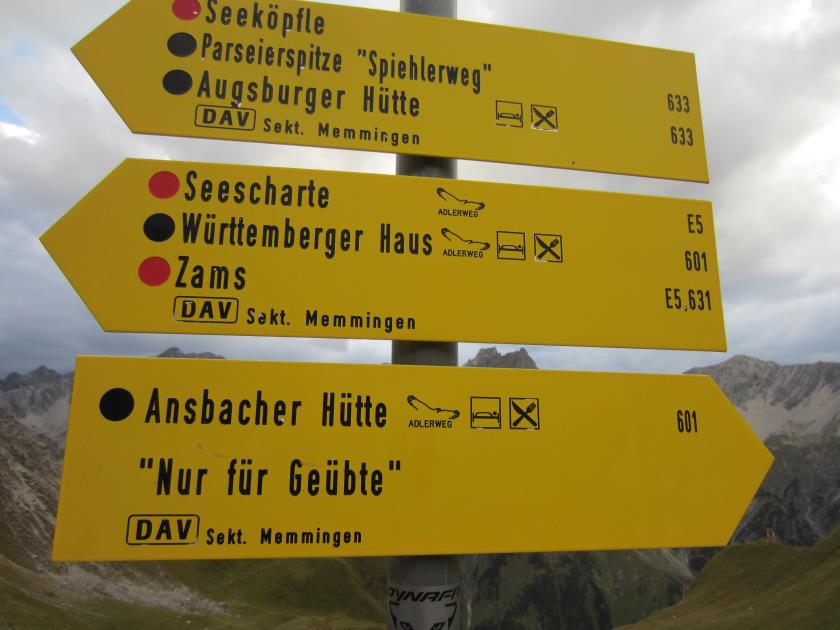 Seeköpfle
Parseierspitze "Spiehlerweg" 633
Augsburger Hütte 633
DAV Sekt. Memmingen
Seescharte ADLERWEG E5
Württemberger Haus ADLERWEG 601
Zams E5,631
DAV Sekt. Memmingen
Ansbacher Hütte ADLERWEG 601
"Nur für Geübte"
DAV Sekt. Memmingen
DYNAFIT